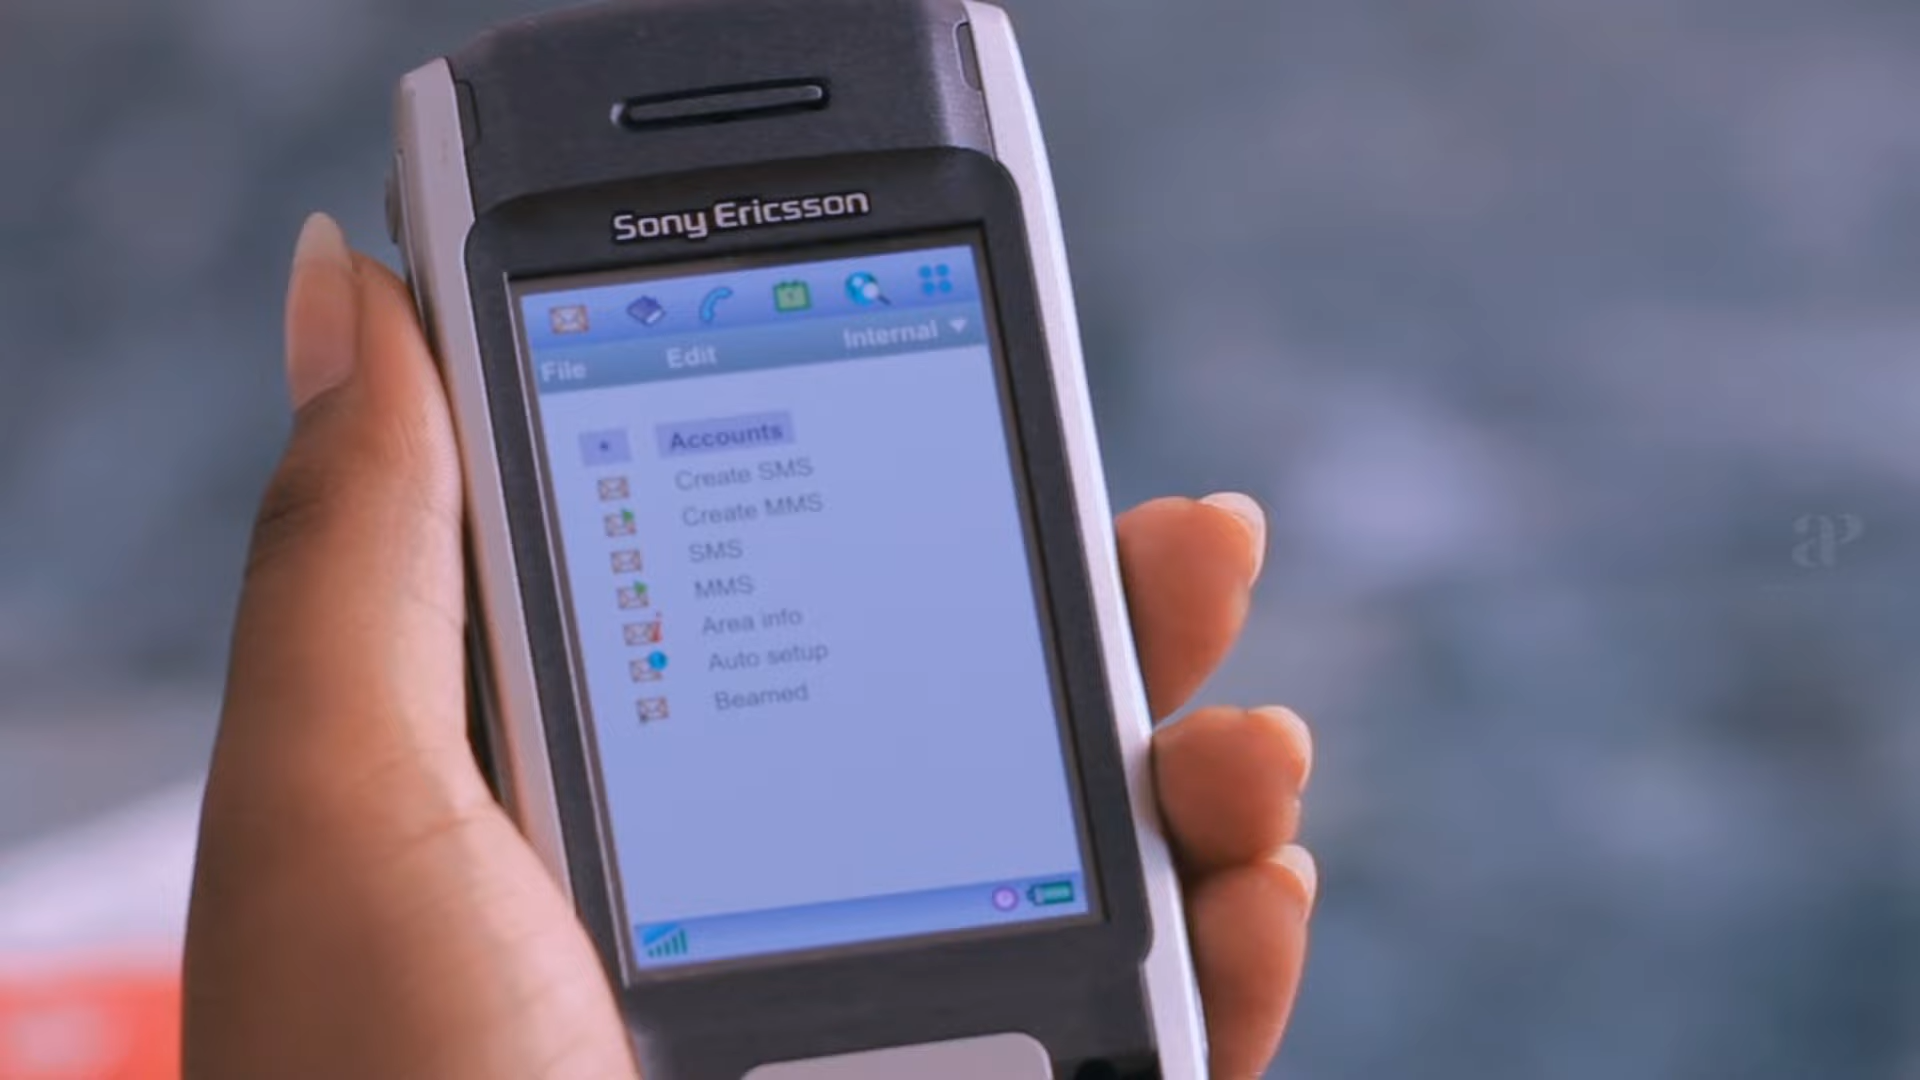 Sony Ericsson
File Edit Internal
Accounts
Create SMS
Create MMS
SMS
MMS
Area info
Auto setup
Beamed